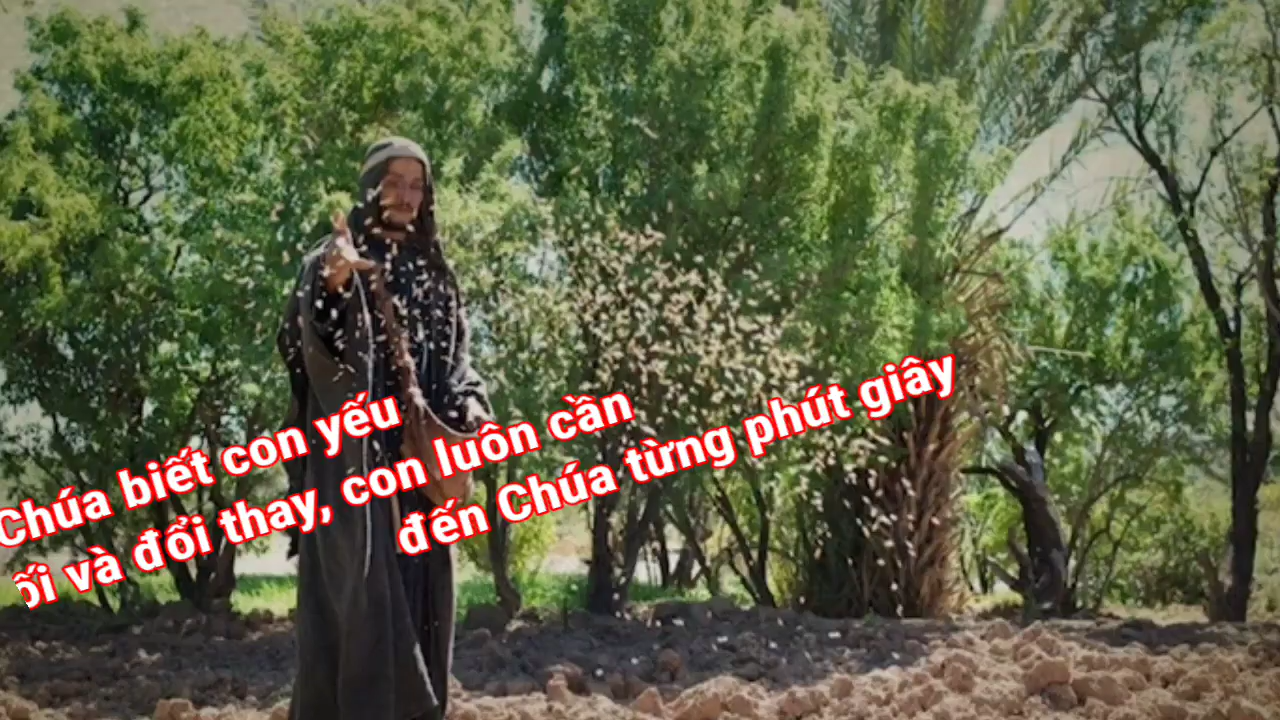 Chúa biết con yếu
ối và đổi thay, con luôn cần
đến Chúa từng phút giây